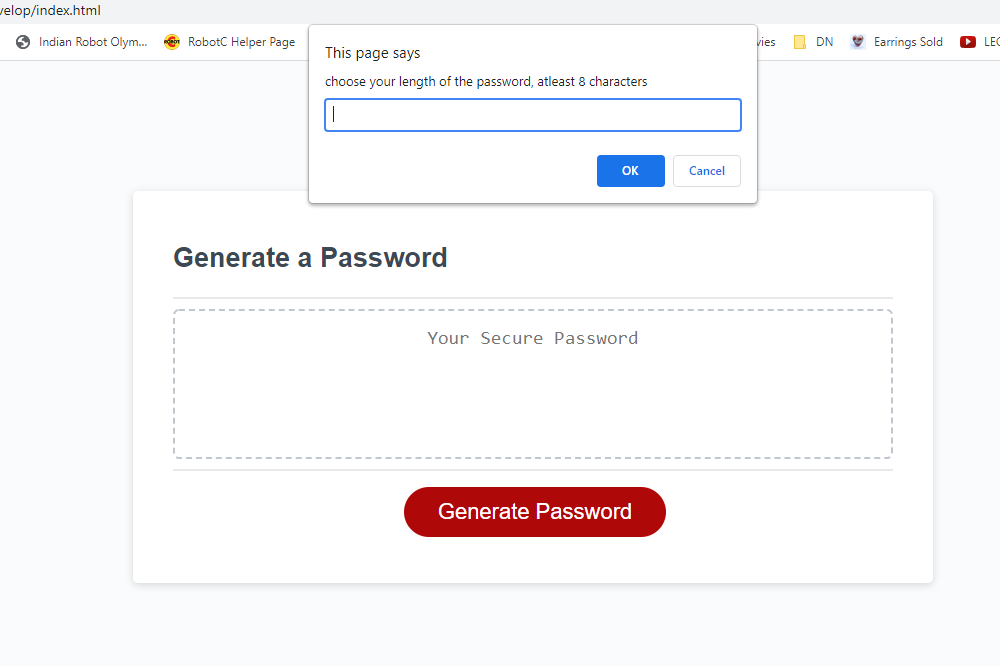 velop/index.html
Indian Robot Olym... RobotC Helper Page vies DN Earrings Sold LEG
This page says
choose your length of the password, atleast 8 characters
OK Cancel
Generate a Password
Your Secure Password
Generate Password